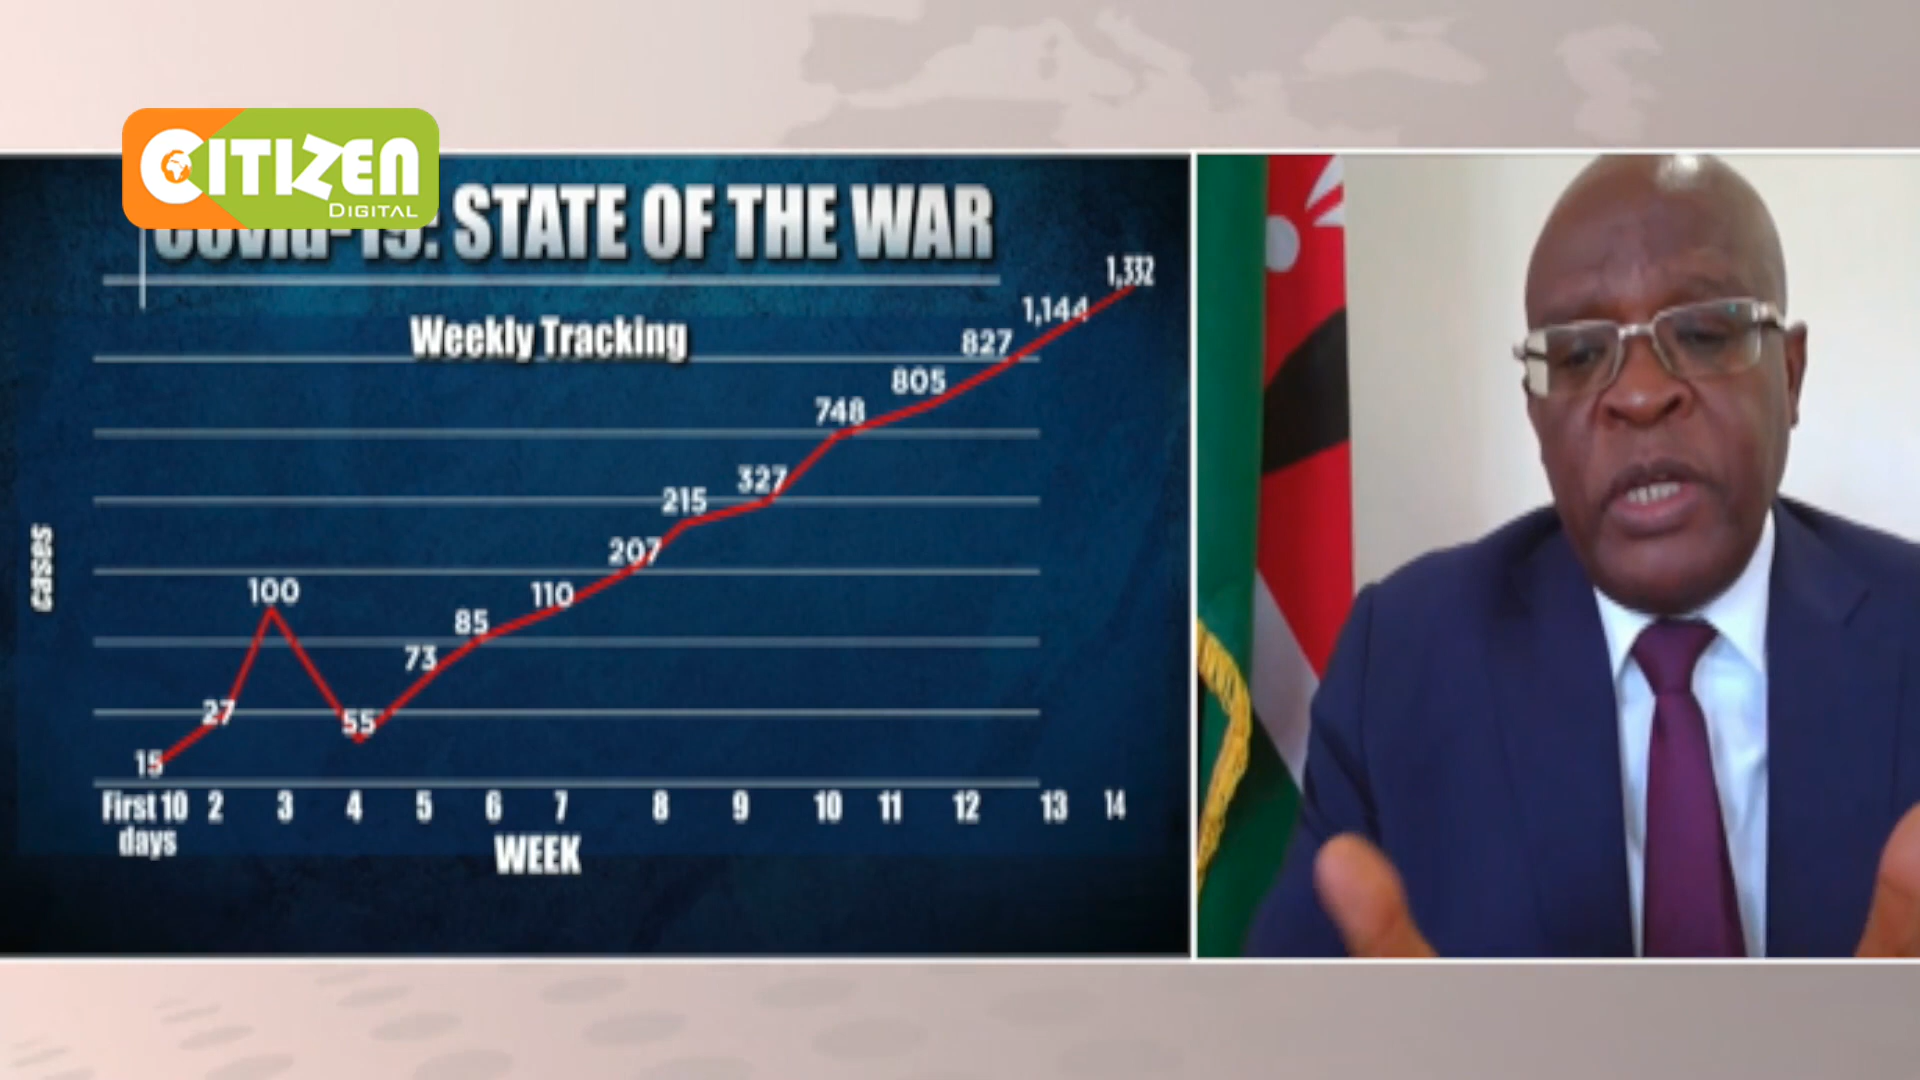 CITIZEN
DIGITAL
Covid-19: STATE OF THE WAR
Weekly Tracking
1,332
1,144
827
805
748
327
215
207
110
100
85
73
55
27
15
cases
First 10 days 2 3 4 5 6 7 8 9 10 11 12 13 14
WEEK